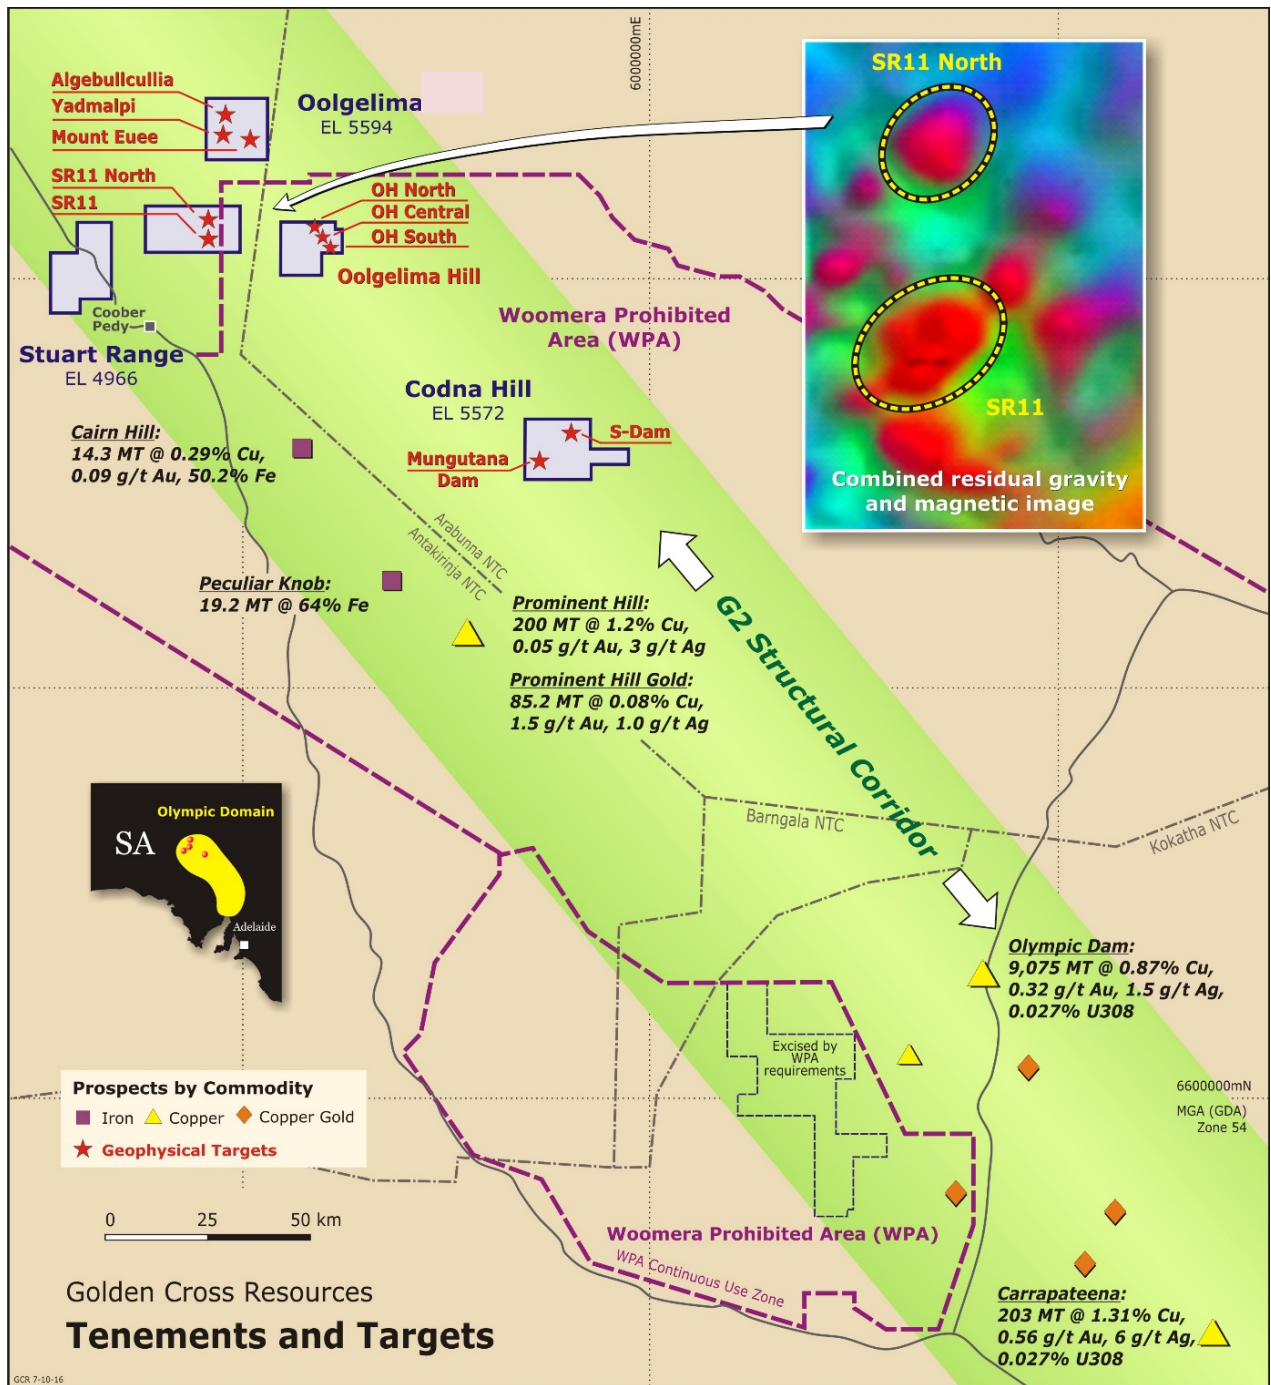 6000000mE
SR11 North
SR11
Combined residual gravity
and magnetic image
Algebullcullia
Yadmalpi
Mount Euee
Oolgelima
EL 5594
SR11 North
SR11
OH North
OH Central
OH South
Oolgelima Hill
Coober
Pedy
Stuart Range
EL 4966
Woomera Prohibited
Area (WPA)
Codna Hill
EL 5572
S-Dam
Mungutana
Dam
Cairn Hill:
14.3 MT @ 0.29% Cu,
0.09 g/t Au, 50.2% Fe
Arabunna NTC
Antakirinja NTC
Peculiar Knob:
19.2 MT @ 64% Fe
Prominent Hill:
200 MT @ 1.2% Cu,
0.05 g/t Au, 3 g/t Ag
Prominent Hill Gold:
85.2 MT @ 0.08% Cu,
1.5 g/t Au, 1.0 g/t Ag
G2 Structural Corridor
Barngala NTC
Kokatha NTC
Olympic Domain
SA
Adelaide
Olympic Dam:
9,075 MT @ 0.87% Cu,
0.32 g/t Au, 1.5 g/t Ag,
0.027% U308
Excised by
WPA
requirements
6600000mN
MGA (GDA)
Zone 54
Prospects by Commodity
Iron
Copper
Copper Gold
Geophysical Targets
0 25 50 km
Woomera Prohibited Area (WPA)
WPA Continuous Use Zone
Carrapateena:
203 MT @ 1.31% Cu,
0.56 g/t Au, 6 g/t Ag,
0.027% U308
Golden Cross Resources
Tenements and Targets
GCR 7-10-16